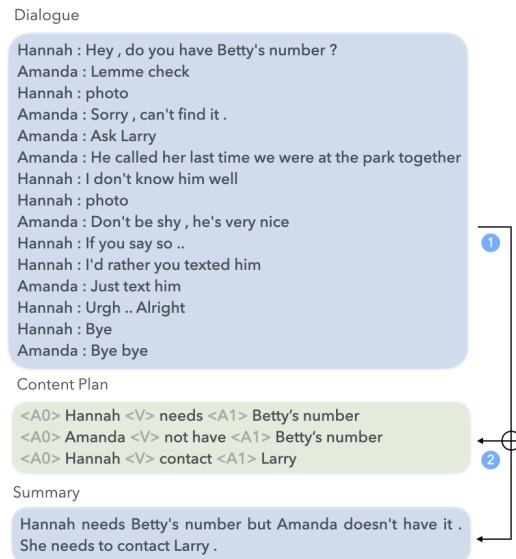 Dialogue
Hannah : Hey , do you have Betty's number ?
Amanda : Lemme check
Hannah : photo
Amanda : Sorry , can't find it .
Amanda : Ask Larry
Amanda : He called her last time we were at the park together
Hannah : I don't know him well
Hannah : photo
Amanda : Don't be shy , he's very nice
Hannah : If you say so ..
Hannah : I'd rather you texted him
Amanda : Just text him
Hannah : Urgh .. Alright
Hannah : Bye
Amanda : Bye bye
1
Content Plan
<A0> Hannah <V> needs <A1> Betty's number
<A0> Amanda <V> not have <A1> Betty's number
<A0> Hannah <V> contact <A1> Larry
2
Summary
Hannah needs Betty's number but Amanda doesn't have it .
She needs to contact Larry .